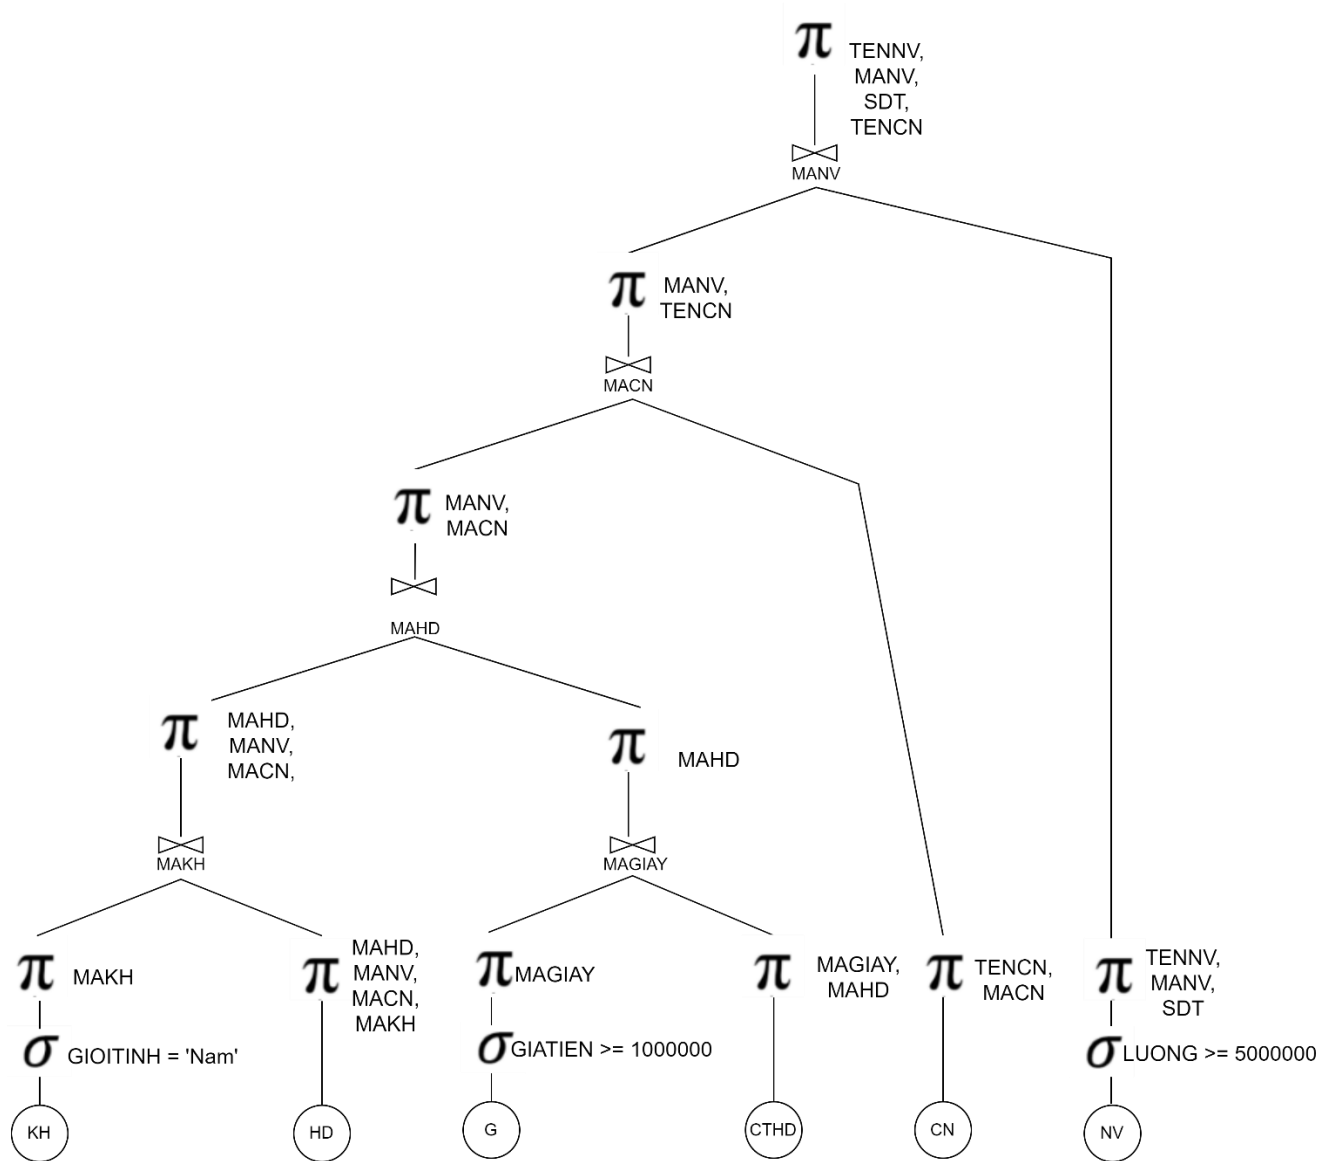 π
TENNV,
MANV,
SDT,
TENCN
MANV
π
MANV,
TENCN
MACN
π
MANV,
MACN
MAHD
π
MAHD,
MANV,
MACN,
π
MAHD
MAKH
MAGIAY
π
MAKH
π
MAHD,
MANV,
MACN,
MAKH
π
MAGIAY
π
MAGIAY,
MAHD
π
TENCN,
MACN
π
TENNV,
MANV,
SDT
σ GIOITINH = 'Nam'
σ GIATIEN >= 1000000
σ LUONG >= 5000000
KH
HD
G
CTHD
CN
NV